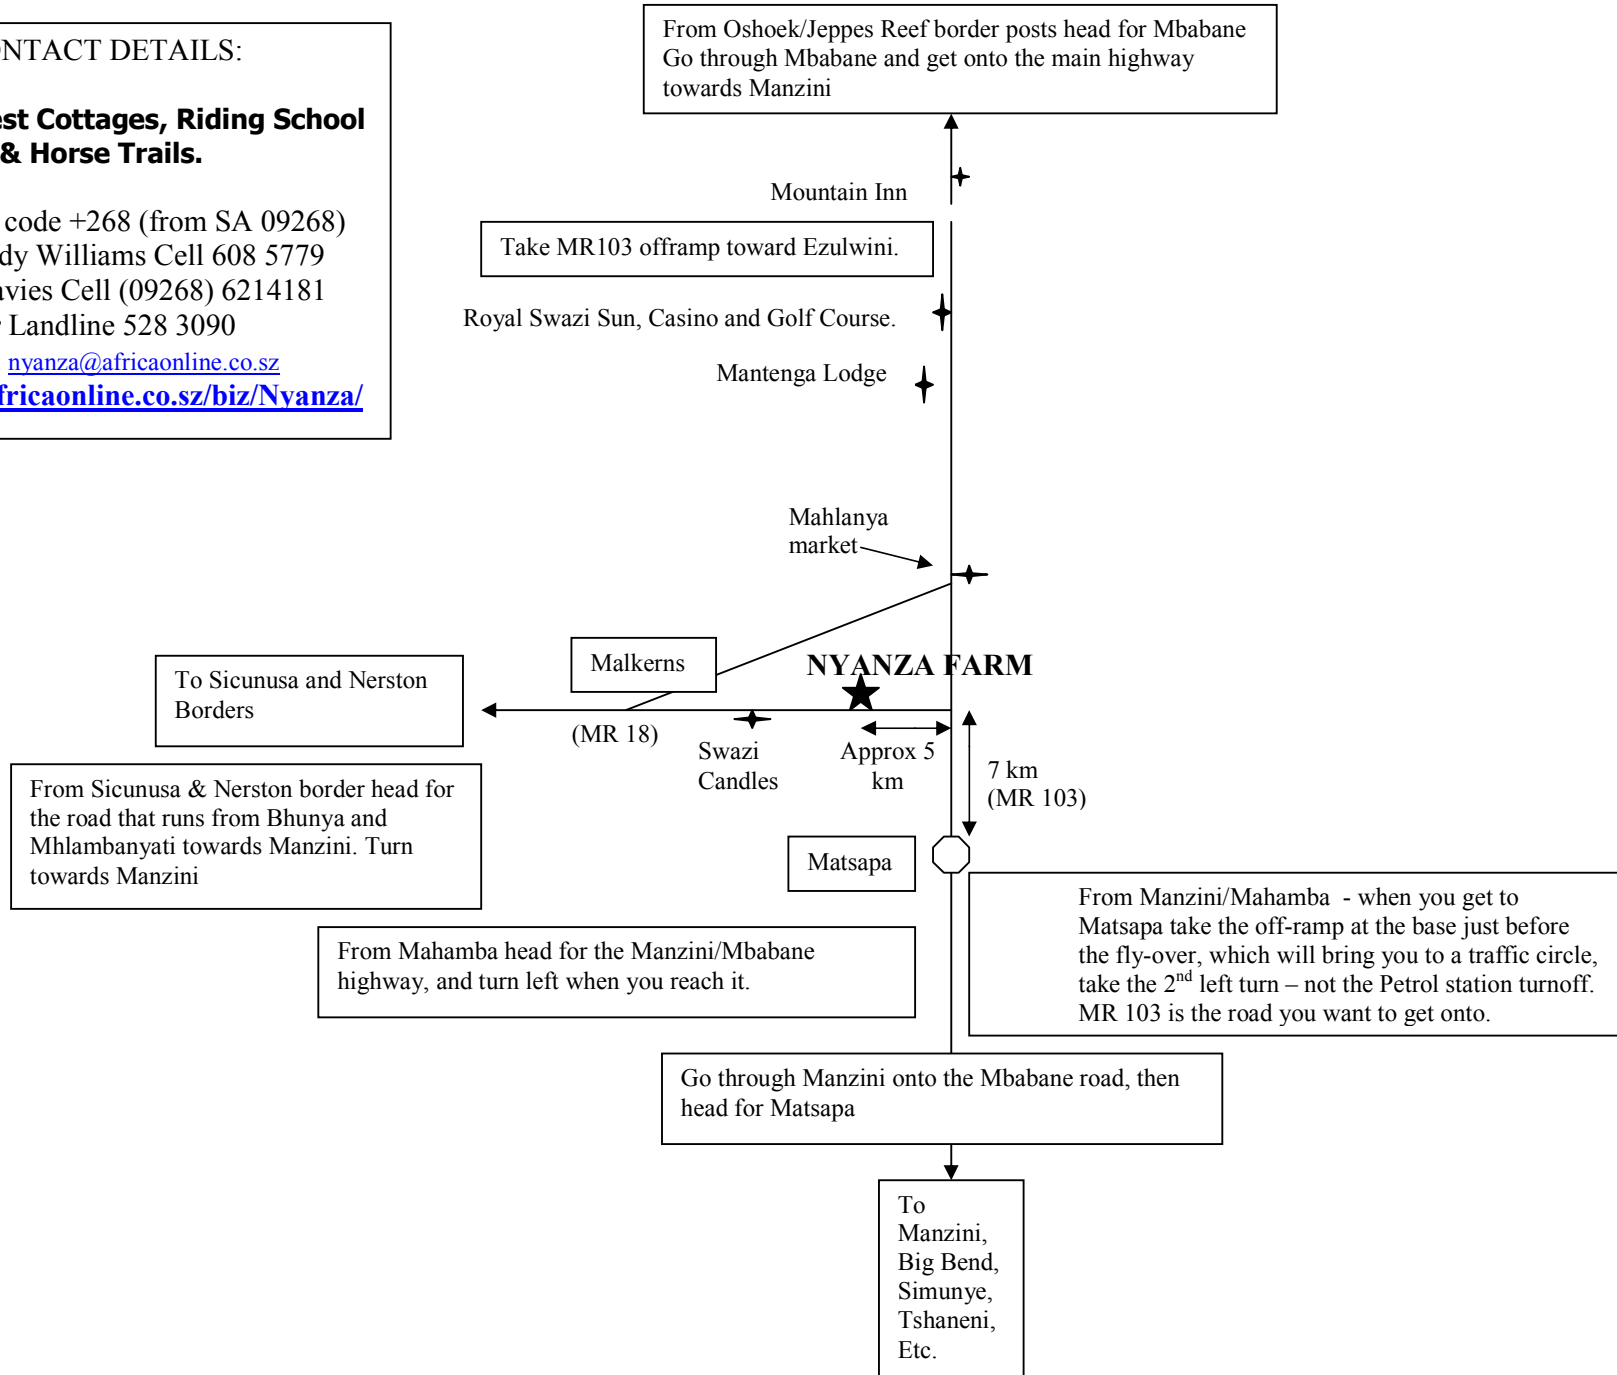 CONTACT DETAILS:
Cottages, Riding School
& Horse Trails.
code +268 (from SA 09268)
Williams Cell 608 5779
Cell (09268) 6214181
Landline 528 3090
nyanza@africaonline.co.sz
africaonline.co.sz/biz/Nyanza/
From Oshoek/Jeppes Reef border posts head for Mbabane
Go through Mbabane and get onto the main highway
towards Manzini
Mountain Inn
Take MR103 offramp toward Ezulwini.
Royal Swazi Sun, Casino and Golf Course.
Mantenga Lodge
Mahlanya
market
Malkerns
NYANZA FARM
To Sicunusa and Nerston
Borders
(MR 18)
Swazi
Candles
Approx 5
km
7 km
(MR 103)
From Sicunusa & Nerston border head for
the road that runs from Bhunya and
Mhlambanyati towards Manzini. Turn
towards Manzini
Matsapa
From Manzini/Mahamba  - when you get to
Matsapa take the off-ramp at the base just before
the fly-over, which will bring you to a traffic circle,
take the 2nd left turn – not the Petrol station turnoff.
MR 103 is the road you want to get onto.
From Mahamba head for the Manzini/Mbabane
highway, and turn left when you reach it.
Go through Manzini onto the Mbabane road, then
head for Matsapa
To
Manzini,
Big Bend,
Simunye,
Tshaneni,
Etc.